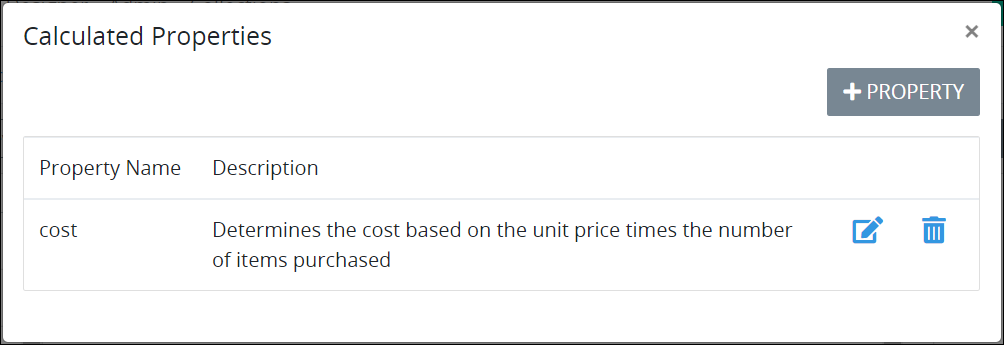 Calculated Properties
×
+ PROPERTY
Property Name Description
cost Determines the cost based on the unit price times the number
of items purchased